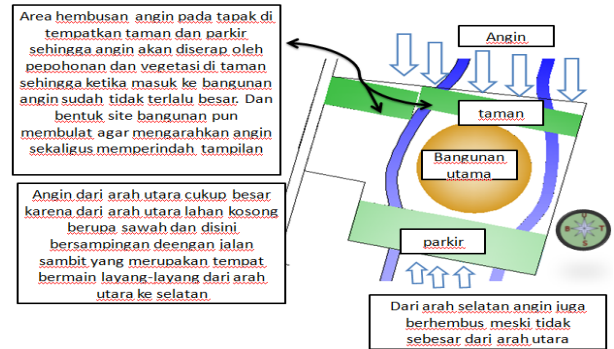 Area hembusan angin pada tapak di
tempatkan taman dan parkir
sehingga angin akan diserap oleh
pepohonan dan vegetasi di taman
sehingga ketika masuk ke bangunan
angin sudah tidak terlalu besar. Dan
bentuk site bangunan pun
membulat agar mengarahkan angin
sekaligus memperindah tampilan
Angin
taman
Bangunan
utama
parkir
Angin dari arah utara cukup besar
karena dari arah utara lahan kosong
berupa sawah dan disini
bersampingan deengan jalan
sambit yang merupakan tempat
bermain layang-layang dari arah
utara ke selatan
U
B T
S
Dari arah selatan angin juga
berhembus meski tidak
sebesar dari arah utara